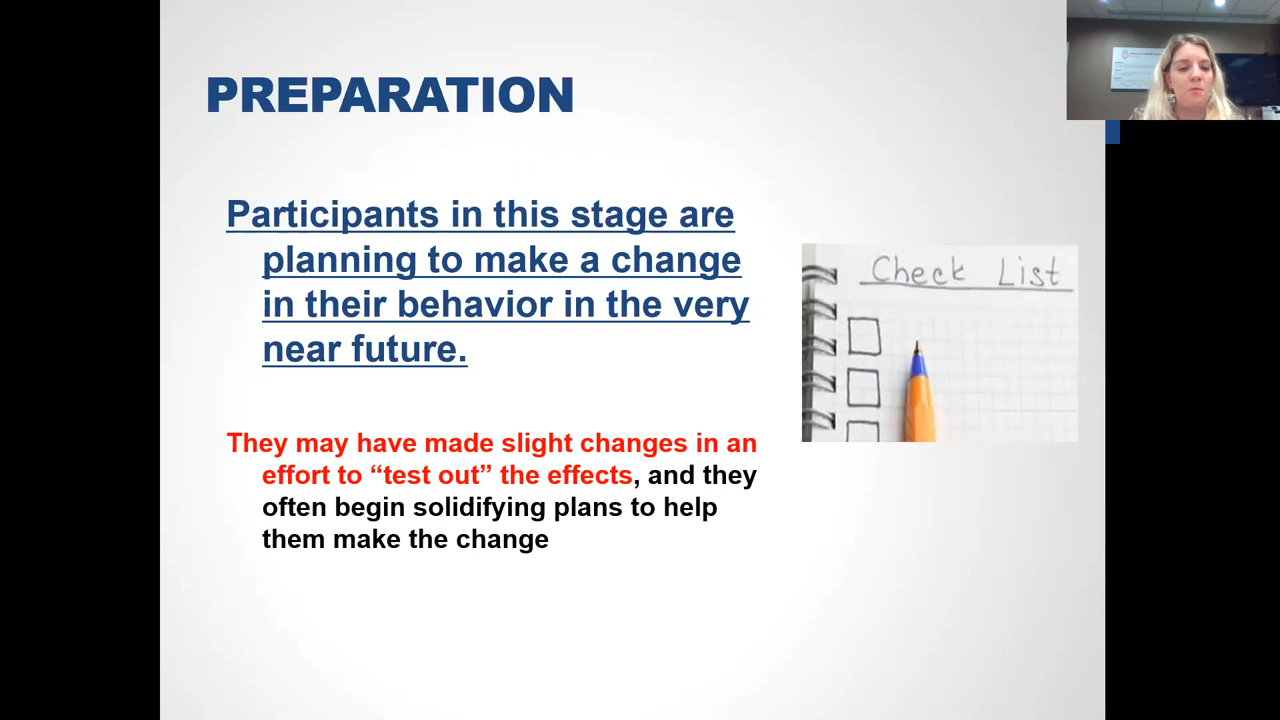 PREPARATION
Participants in this stage are
planning to make a change
in their behavior in the very
near future.
They may have made slight changes in an
effort to “test out” the effects, and they
often begin solidifying plans to help
them make the change
Check List